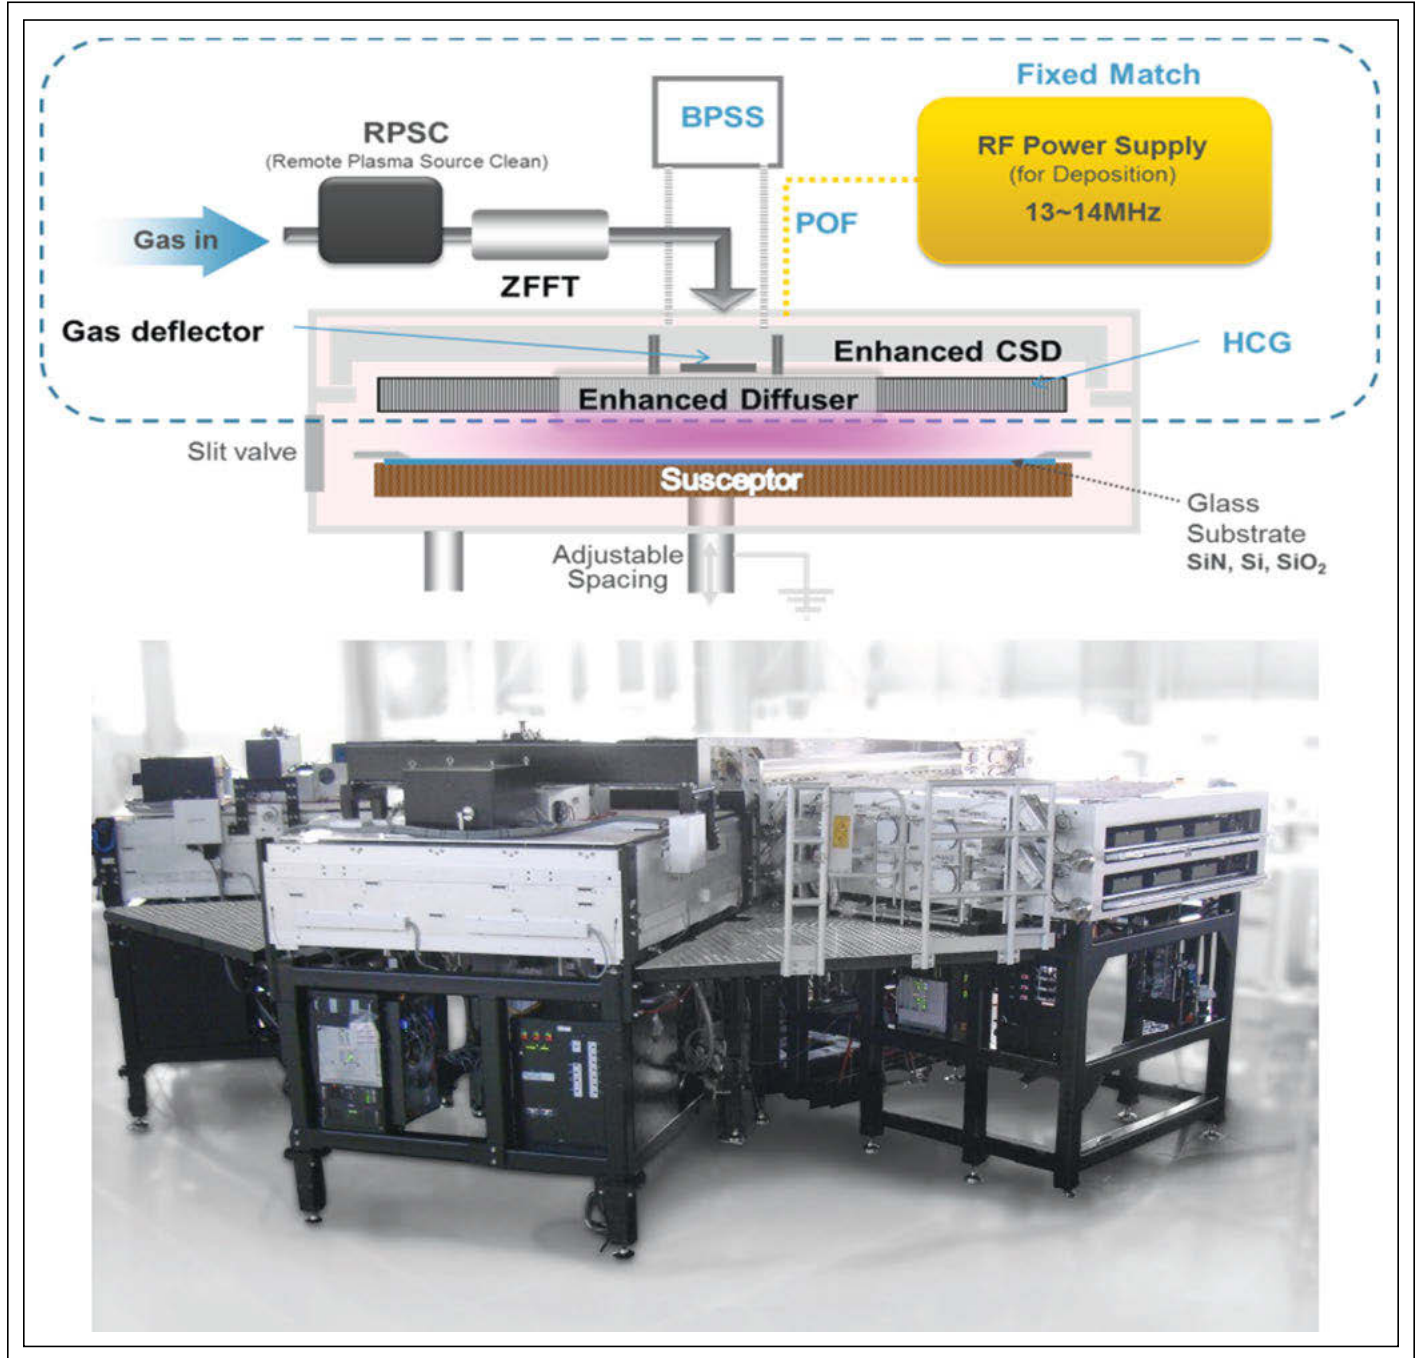 Fixed Match
BPSS
RF Power Supply
(for Deposition)
13~14MHz
RPSC
(Remote Plasma Source Clean)
POF
Gas in
ZFFT
Gas deflector
Enhanced CSD
HCG
Enhanced Diffuser
Slit valve
Susceptor
Glass
Substrate
SiN, Si, SiO₂
Adjustable
Spacing